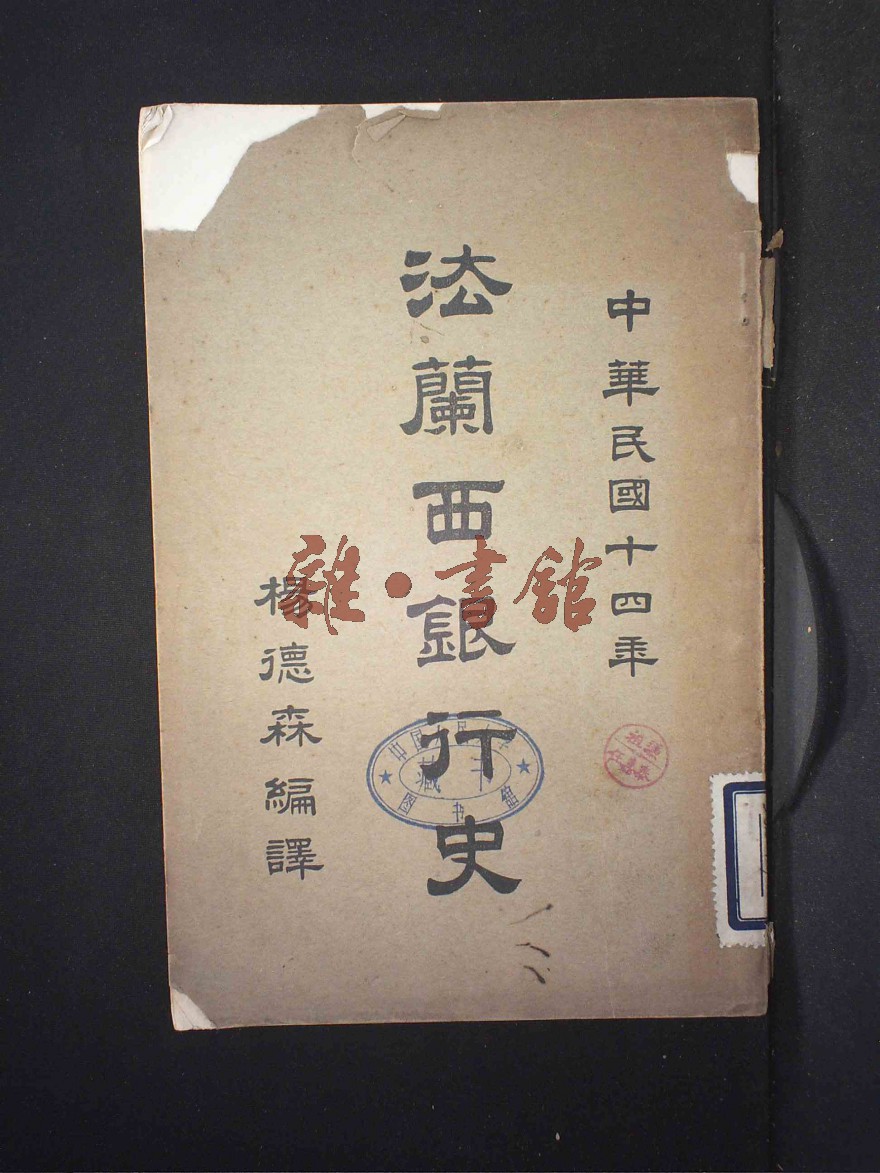 中華民國十四年
法蘭西銀行史
楊德森編譯
雜·書館